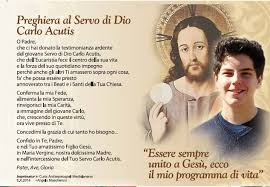 Preghiera al Servo di Dio
Carlo Acutis
O Padre,
che ci hai donato la testimonianza ardente
del giovane Servo di Dio Carlo Acutis,
che dell'Eucaristia fece il centro della sua vita
e la forza del suo quotidiano impegno
perché anche gli altri Ti amassero sopra ogni cosa,
fa' che possa essere presto annoverato
tra i Beati e i Santi della Tua Chiesa.
Conferma la mia Fede,
alimenta la mia Speranza,
rinvigorisci la mia Carità,
a immagine del giovane Carlo
che, crescendo in queste virtù,
ora vive presso di Te.
Concedimi la grazia di cui tanto ho bisogno...
Confido in Te, Padre,
e nel Tuo amatissimo Figlio Gesù,
in Maria Vergine, nostra dolcissima Madre,
e nell'intercessione del Tuo Servo Carlo Acutis.
Pater, Ave, Gloria
"Essere sempre
unito a Gesù, ecco
il mio programma di vita"